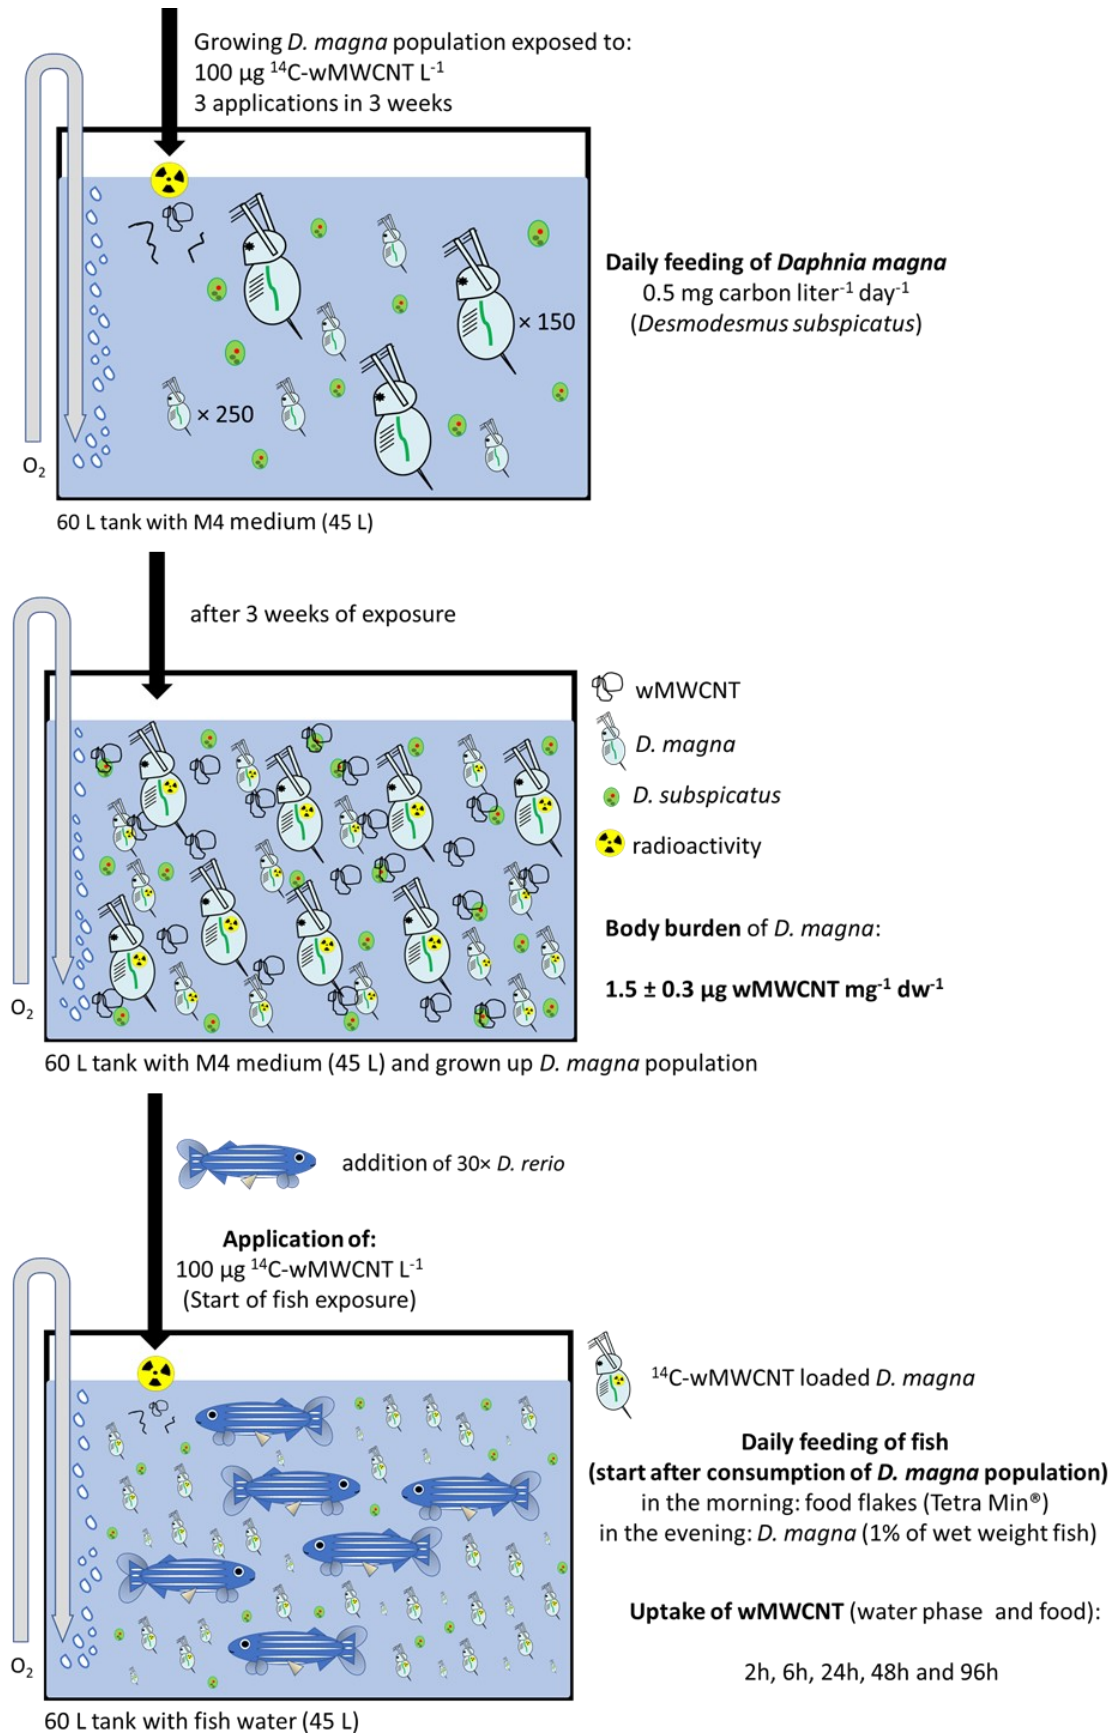 Growing D. magna population exposed to:
100 µg ¹⁴C-wMWCNT L⁻¹
3 applications in 3 weeks
Daily feeding of Daphnia magna
0.5 mg carbon liter⁻¹ day⁻¹
(Desmodesmus subspicatus)
× 150
× 250
O₂
60 L tank with M4 medium (45 L)
after 3 weeks of exposure
wMWCNT
D. magna
D. subspicatus
radioactivity
Body burden of D. magna:
1.5 ± 0.3 µg wMWCNT mg⁻¹ dw⁻¹
O₂
60 L tank with M4 medium (45 L) and grown up D. magna population
addition of 30× D. rerio
Application of:
100 µg ¹⁴C-wMWCNT L⁻¹
(Start of fish exposure)
¹⁴C-wMWCNT loaded D. magna
Daily feeding of fish
(start after consumption of D. magna population)
in the morning: food flakes (Tetra Min®)
in the evening: D. magna (1% of wet weight fish)
Uptake of wMWCNT (water phase and food):
2h, 6h, 24h, 48h and 96h
O₂
60 L tank with fish water (45 L)